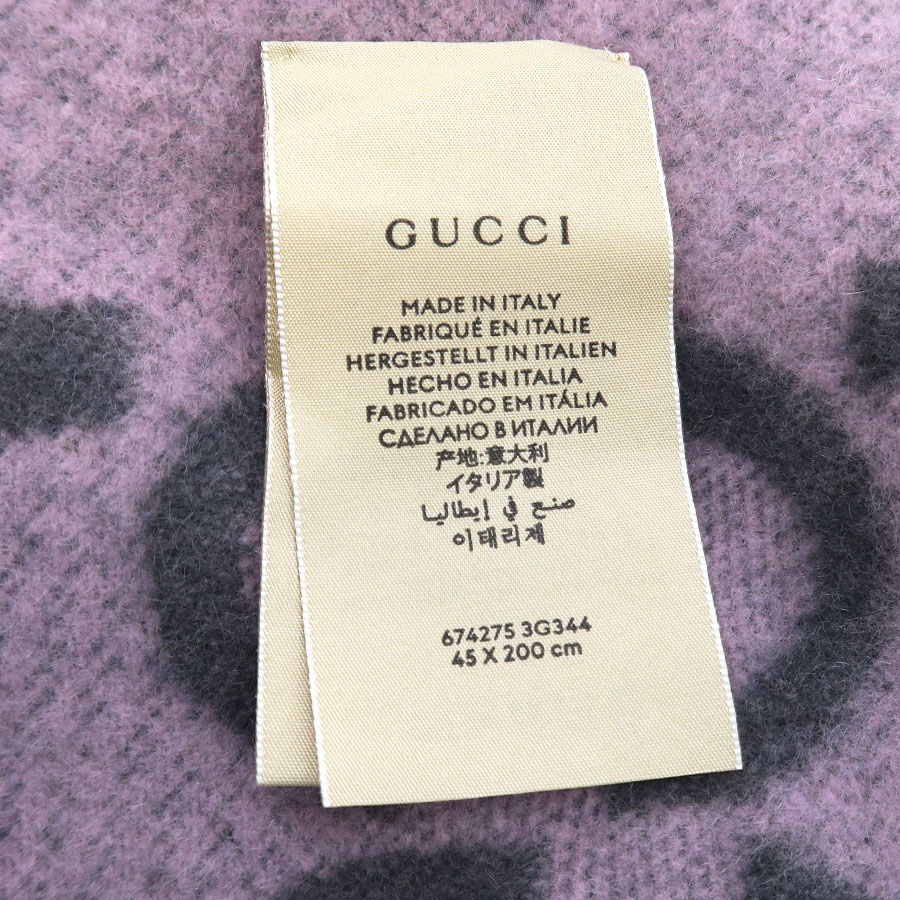 GUCCI
MADE IN ITALY
FABRIQUÉ EN ITALIE
HERGESTELLT IN ITALIEN
HECHO EN ITALIA
FABRICADO EM ITÁLIA
СДЕЛАНО В ИТАЛИИ
产地:意大利
イタリア製
صنع في إيطاليا
이태리제
674275 3G344
45 X 200 cm